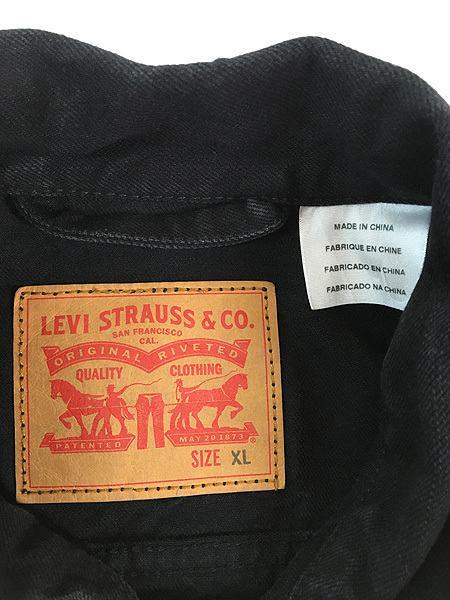 MADE IN CHINA
FABRIQUE EN CHINE
FABRICADO EN CHINA
FABRICADO NA CHINA
LEVI STRAUSS & CO.
SAN FRANCISCO
CAL.
ORIGINAL RIVETED
QUALITY CLOTHING
PATENTED MAY 20 1873 ®
SIZE XL